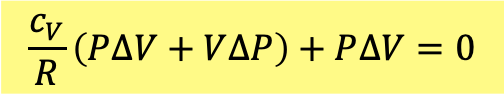 c_V/R (PΔV + VΔP) + PΔV = 0